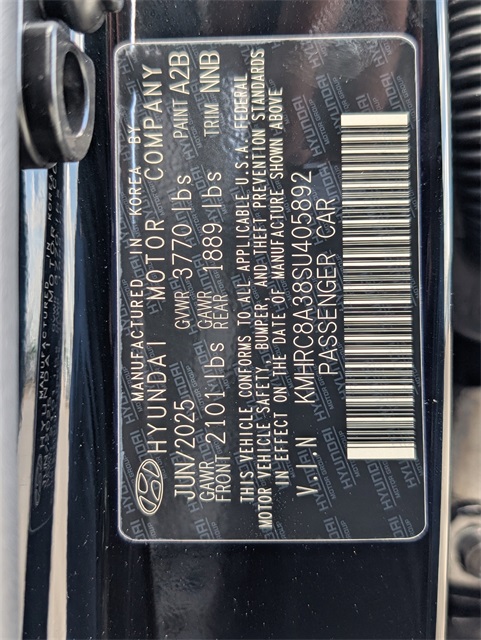 MANUFACTURED IN KOREA BY
HYUNDAI MOTOR COMPANY
JUN/2025 GVWR 3770 lbs PAINT A2B
GAWR FRONT 2101 lbs GAWR REAR 1889 lbs TRIM NNB
THIS VEHICLE CONFORMS TO ALL APPLICABLE U.S.A. FEDERAL
MOTOR VEHICLE SAFETY, BUMPER, AND THEFT PREVENTION STANDARDS
IN EFFECT ON THE DATE OF MANUFACTURE SHOWN ABOVE
V.I.N KMHRC8A38SU405892
PASSENGER CAR